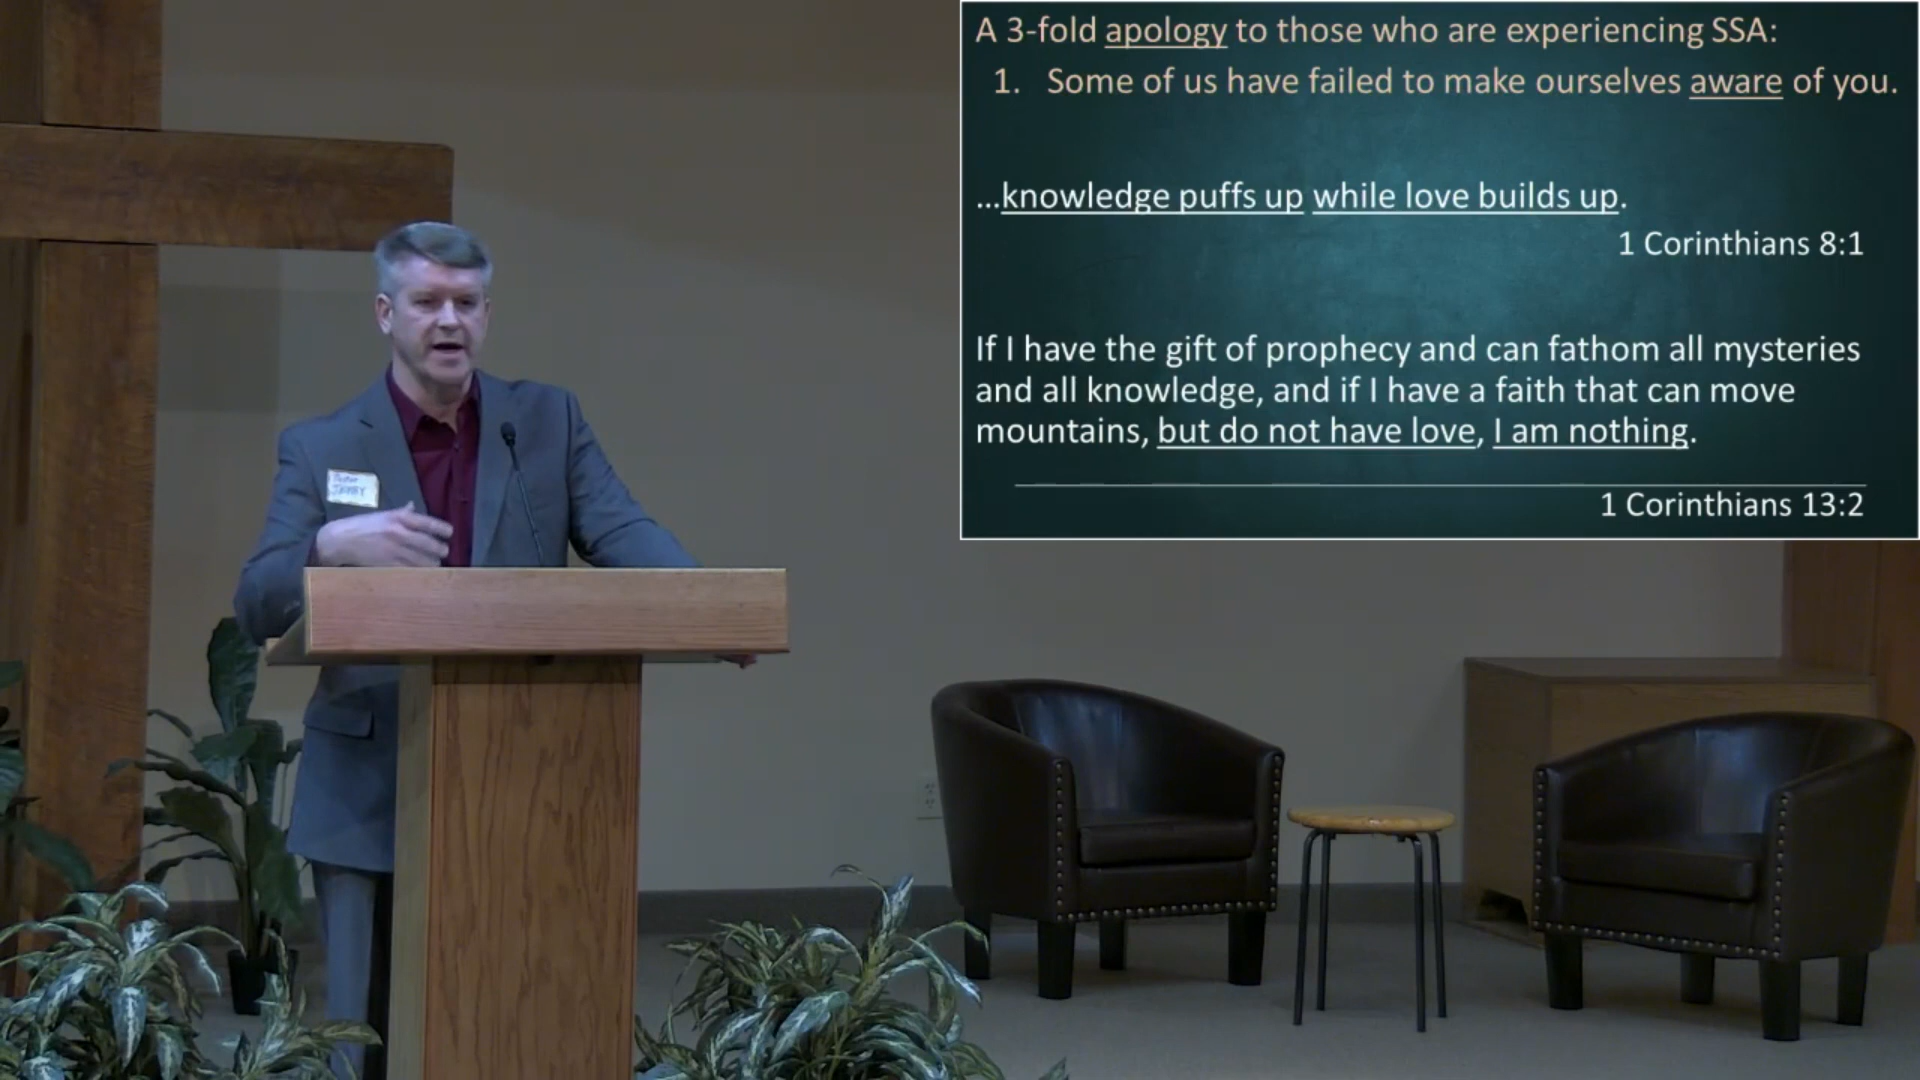 A 3-fold apology to those who are experiencing SSA:
1. Some of us have failed to make ourselves aware of you.
…knowledge puffs up while love builds up.
1 Corinthians 8:1
If I have the gift of prophecy and can fathom all mysteries
and all knowledge, and if I have a faith that can move
mountains, but do not have love, I am nothing.
1 Corinthians 13:2